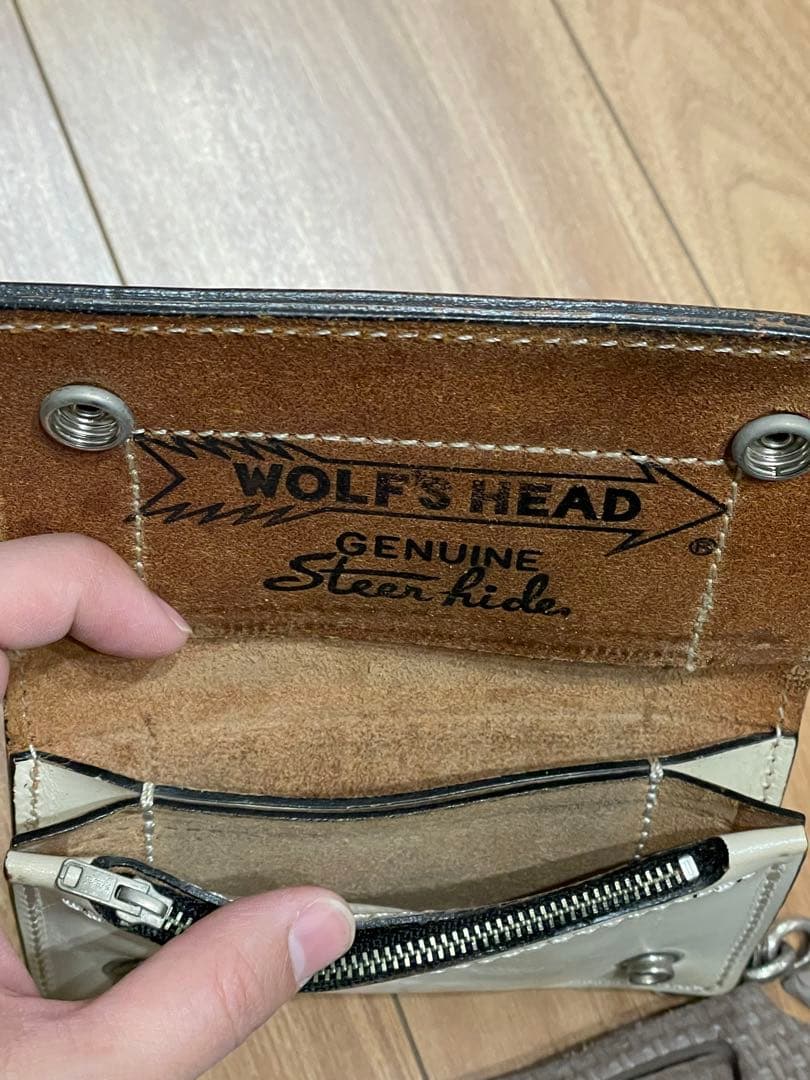 WOLF'S HEAD
®
GENUINE
Steer hide.